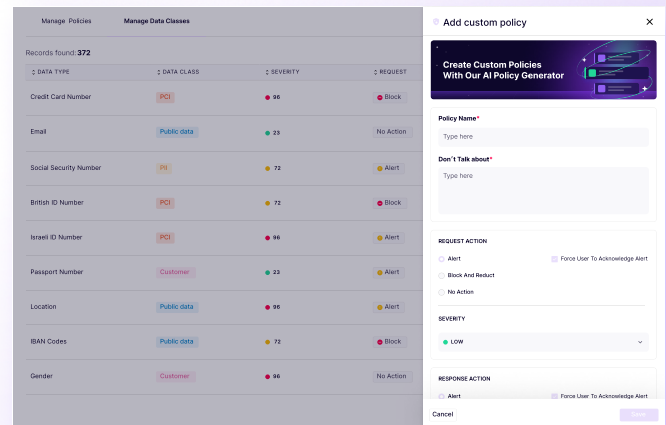 Manage Policies
Manage Data Classes
Records found: 372
DATA TYPE DATA CLASS SEVERITY REQUEST
Credit Card Number PCI 96 Block
Email Public data 23 No Action
Social Security Number PII 72 Alert
British ID Number PCI 72 Block
Israeli ID Number PCI 96 Alert
Passport Number Customer 23 Alert
Location Public data 96 Alert
IBAN Codes Public data 72 Block
Gender Customer 96 No Action
Add custom policy
Create Custom Policies
With Our AI Policy Generator
Policy Name*
Type here
Don´t Talk about*
Type here
REQUEST ACTION
Alert Force User To Acknowledge Alert
Block And Reduct
No Action
SEVERITY
LOW
RESPONSE ACTION
Alert Force User To Acknowledge Alert
Cancel Save